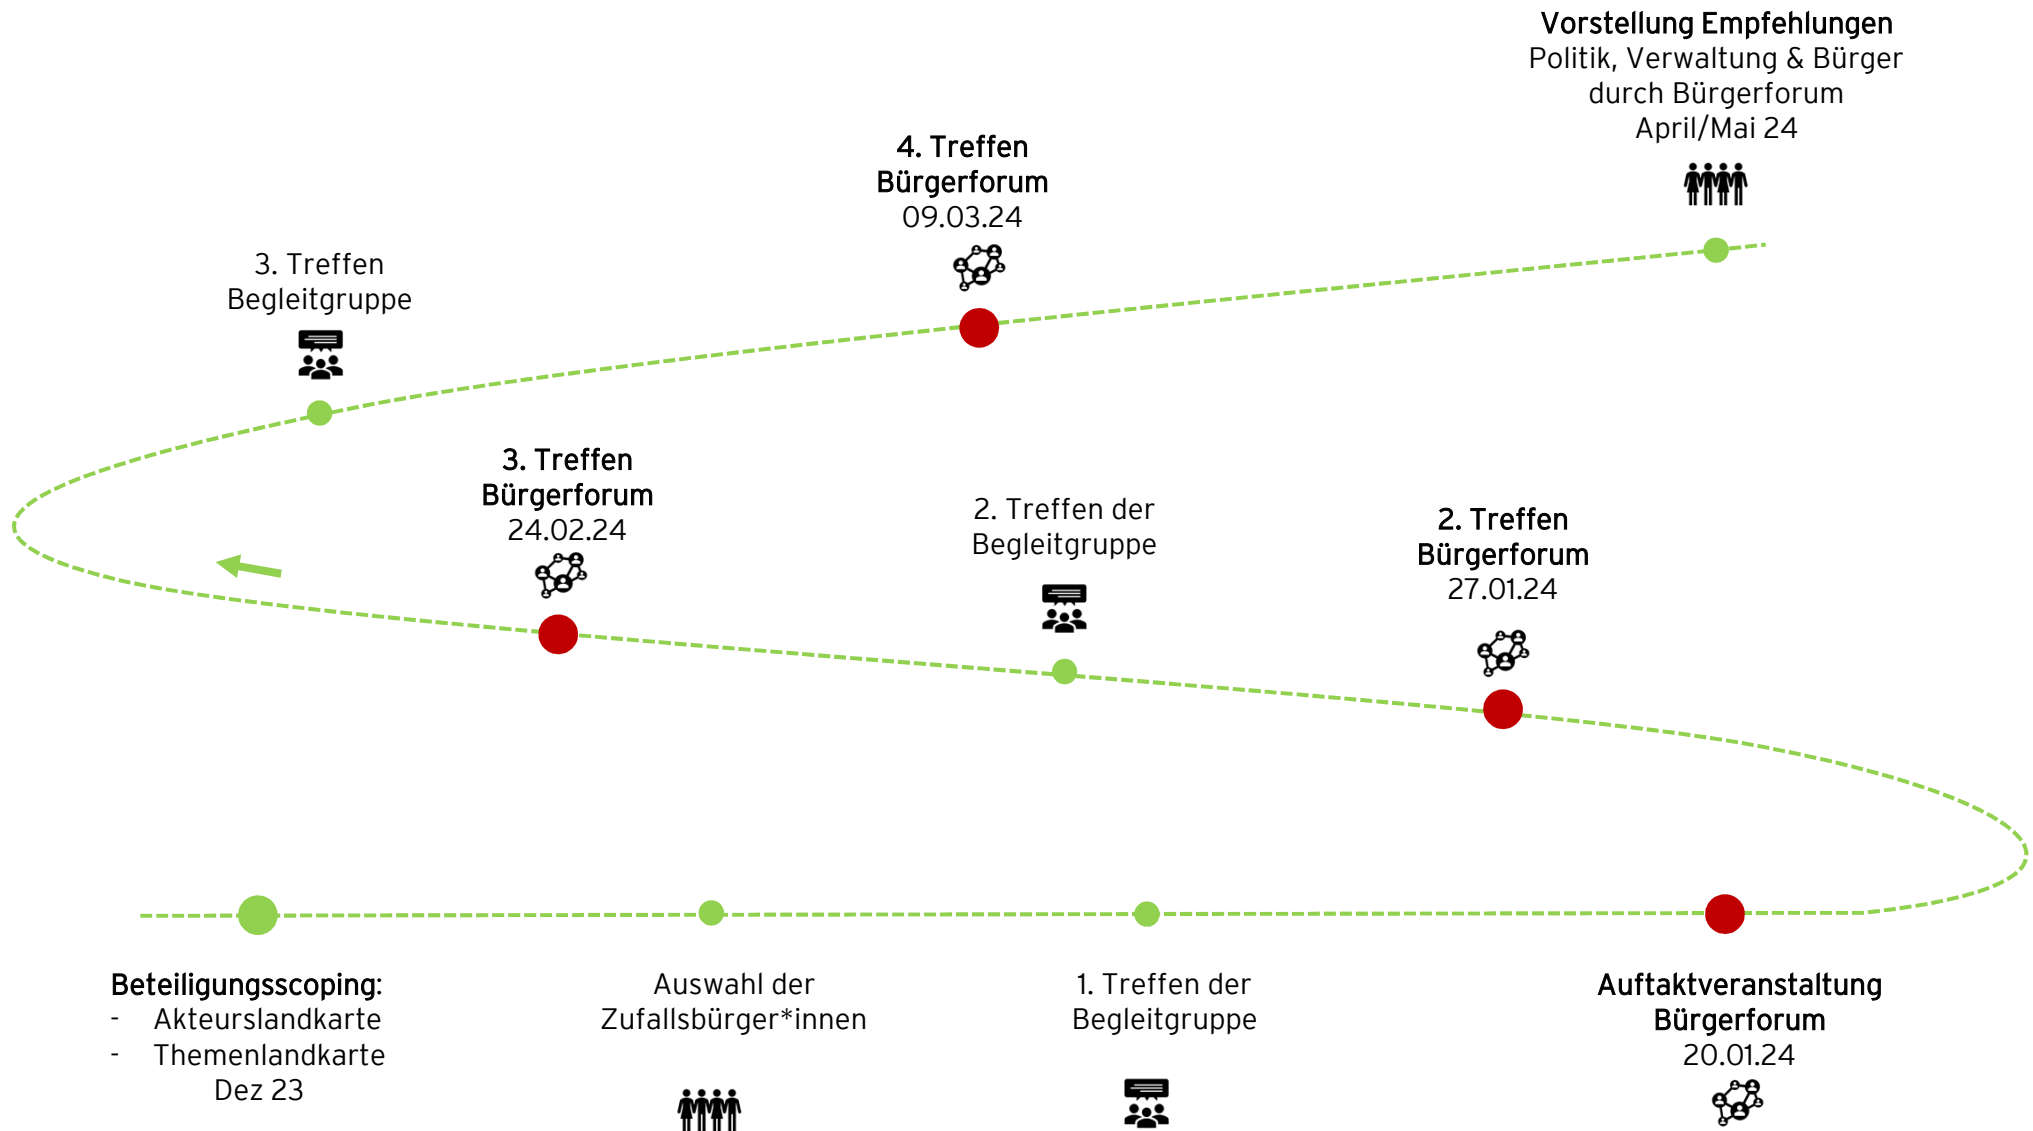 Vorstellung Empfehlungen
Politik, Verwaltung & Bürger
durch Bürgerforum
April/Mai 24
4. Treffen
Bürgerforum
09.03.24
3. Treffen
Begleitgruppe
3. Treffen
Bürgerforum
24.02.24
2. Treffen der
Begleitgruppe
2. Treffen
Bürgerforum
27.01.24
Beteiligungsscoping:
- Akteurslandkarte
- Themenlandkarte
Dez 23
Auswahl der
Zufallsbürger*innen
1. Treffen der
Begleitgruppe
Auftaktveranstaltung
Bürgerforum
20.01.24